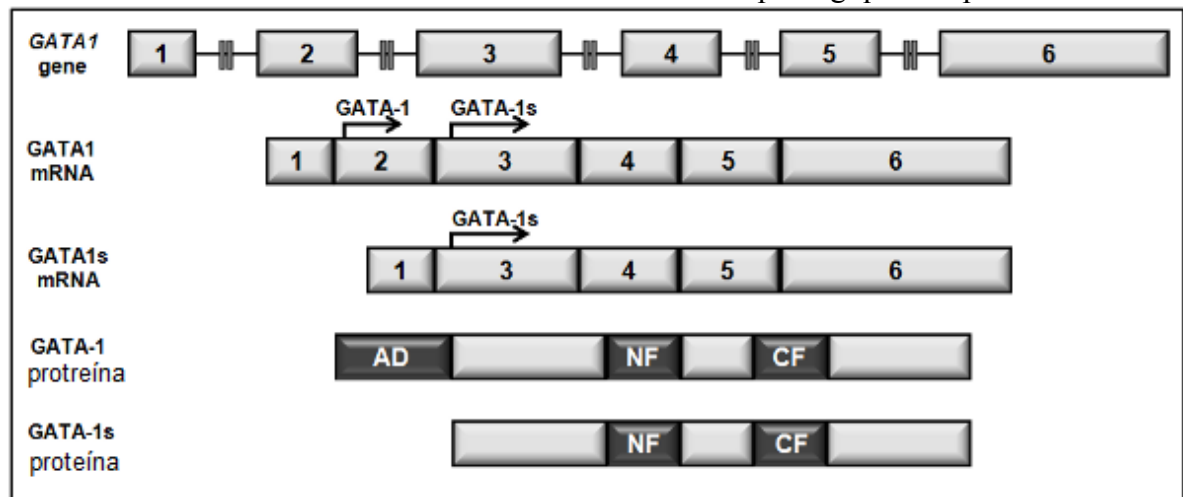 GATA1
gene
1 2 3 4 5 6
GATA-1 GATA-1s
GATA1
mRNA
1 2 3 4 5 6
GATA-1s
GATA1s
mRNA
1 3 4 5 6
GATA-1
protreína
AD NF CF
GATA-1s
proteína
NF CF